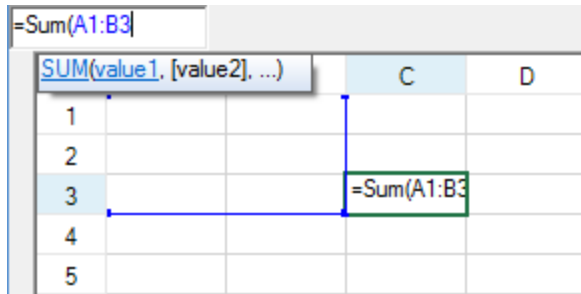 =Sum(A1:B3
SUM(value1, [value2], ...)
C D
1
2
3 =Sum(A1:B3
4
5